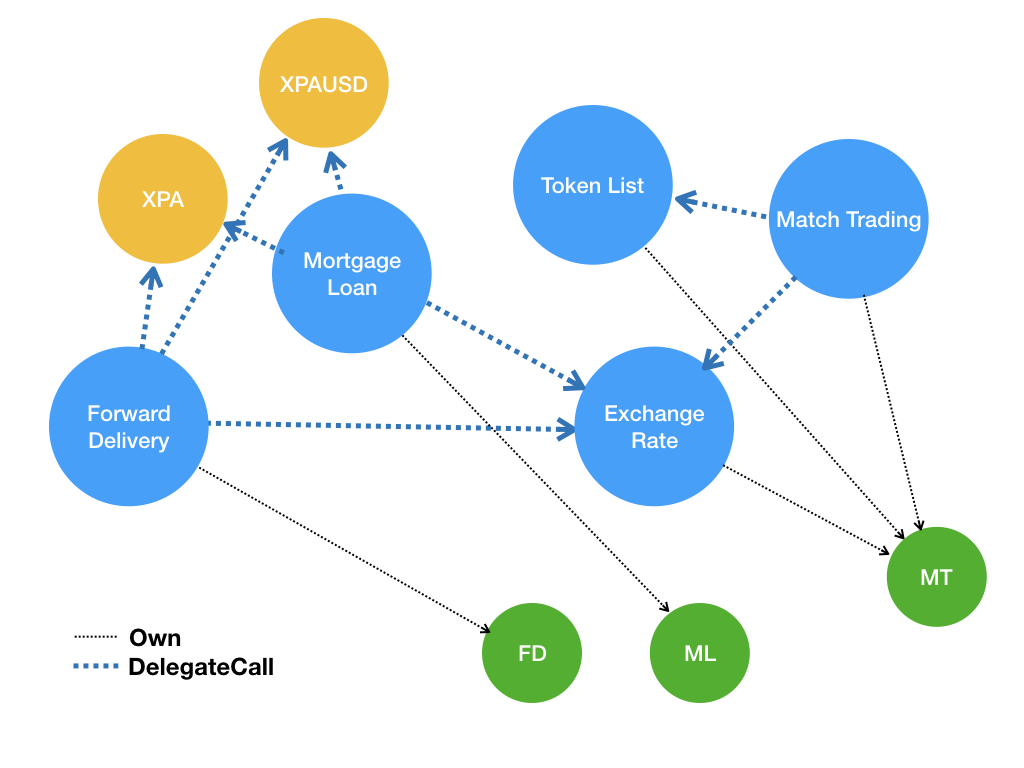 XPAUSD
XPA
Token List
Match Trading
Mortgage
Loan
Forward
Delivery
Exchange
Rate
MT
FD
ML
Own
DelegateCall